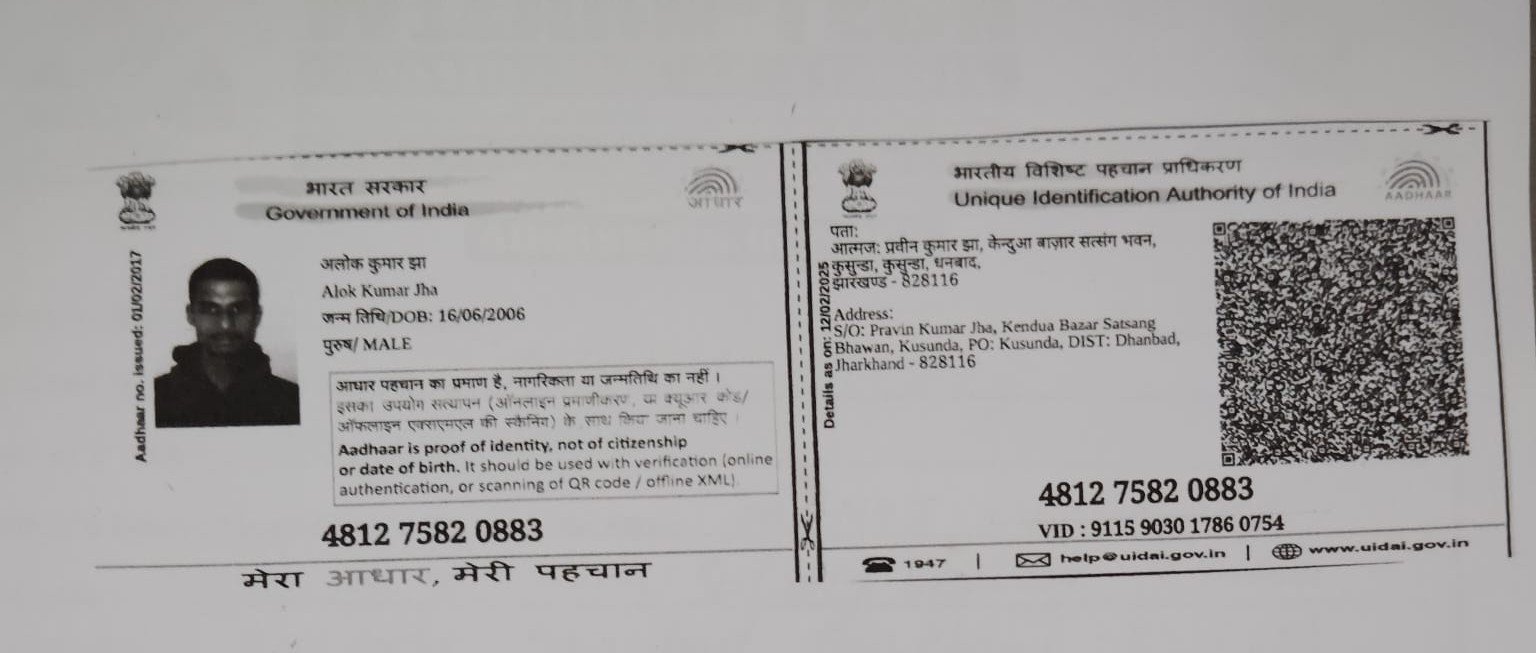 भारत सरकार
Government of India
आधार
Aadhaar no. issued: 01/02/2017
अलोक कुमार झा
Alok Kumar Jha
जन्म तिथि/DOB: 16/06/2006
पुरुष/ MALE
आधार पहचान का प्रमाण है, नागरिकता या जन्मतिथि का नहीं ।
इसका उपयोग सत्यापन (ऑनलाइन प्रमाणीकरण, या क्यूआर कोड/
ऑफलाइन एक्सएमएल की स्कैनिंग) के साथ किया जाना चाहिए ।
Aadhaar is proof of identity, not of citizenship
or date of birth. It should be used with verification (online
authentication, or scanning of QR code / offline XML).
4812 7582 0883
मेरा आधार, मेरी पहचान
भारतीय विशिष्ट पहचान प्राधिकरण
Unique Identification Authority of India
AADHAAR
Details as on: 12/02/2025
पता:
आत्मज: प्रवीन कुमार झा, केन्दुआ बाज़ार सत्संग भवन,
कुसुन्डा, कुसुन्डा, धनबाद,
झारखण्ड - 828116
Address:
S/O: Pravin Kumar Jha, Kendua Bazar Satsang
Bhawan, Kusunda, PO: Kusunda, DIST: Dhanbad,
Jharkhand - 828116
4812 7582 0883
VID : 9115 9030 1786 0754
1947 | help@uidai.gov.in | www.uidai.gov.in